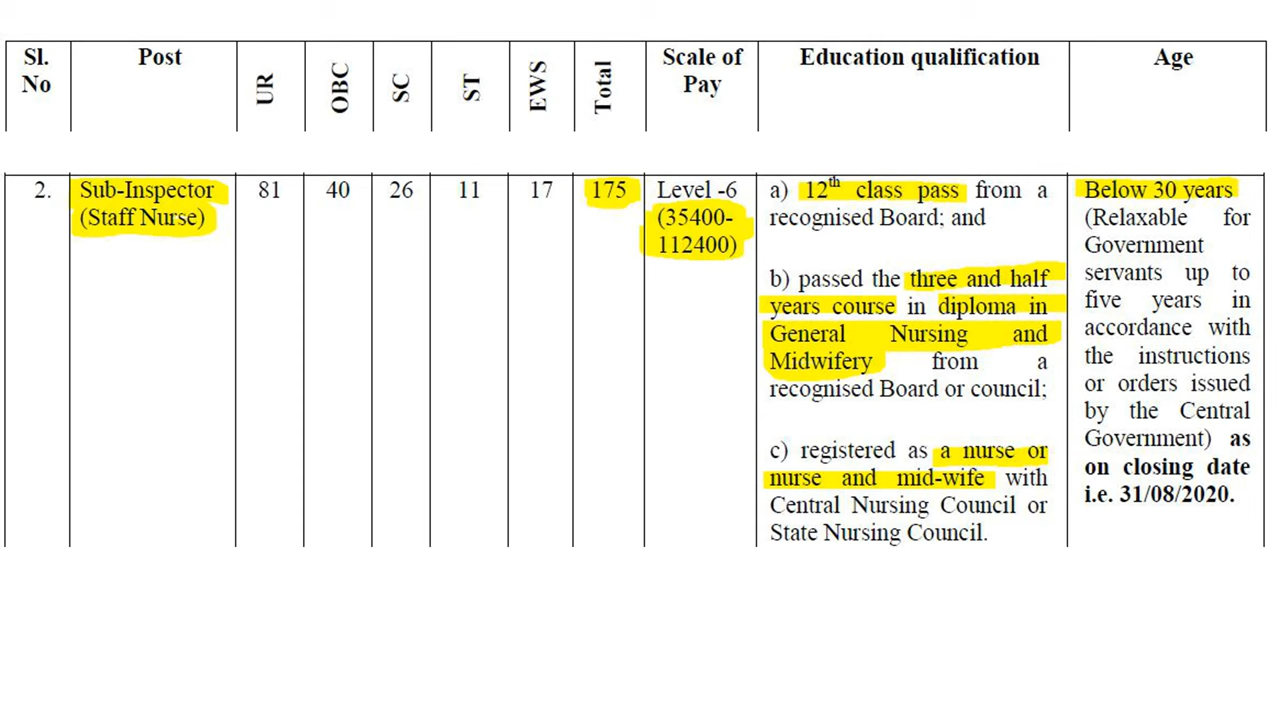 Sl. No
Post
UR
OBC
SC
ST
EWS
Total
Scale of Pay
Education qualification
Age
2.
Sub-Inspector
(Staff Nurse)
81
40
26
11
17
175
Level -6
(35400-
112400)
a) 12th class pass from a
recognised Board; and
b) passed the three and half
years course in diploma in
General Nursing and
Midwifery from a
recognised Board or council;
c) registered as a nurse or
nurse and mid-wife with
Central Nursing Council or
State Nursing Council.
Below 30 years
(Relaxable for
Government
servants up to
five years in
accordance with
the instructions
or orders issued
by the Central
Government) as
on closing date
i.e. 31/08/2020.